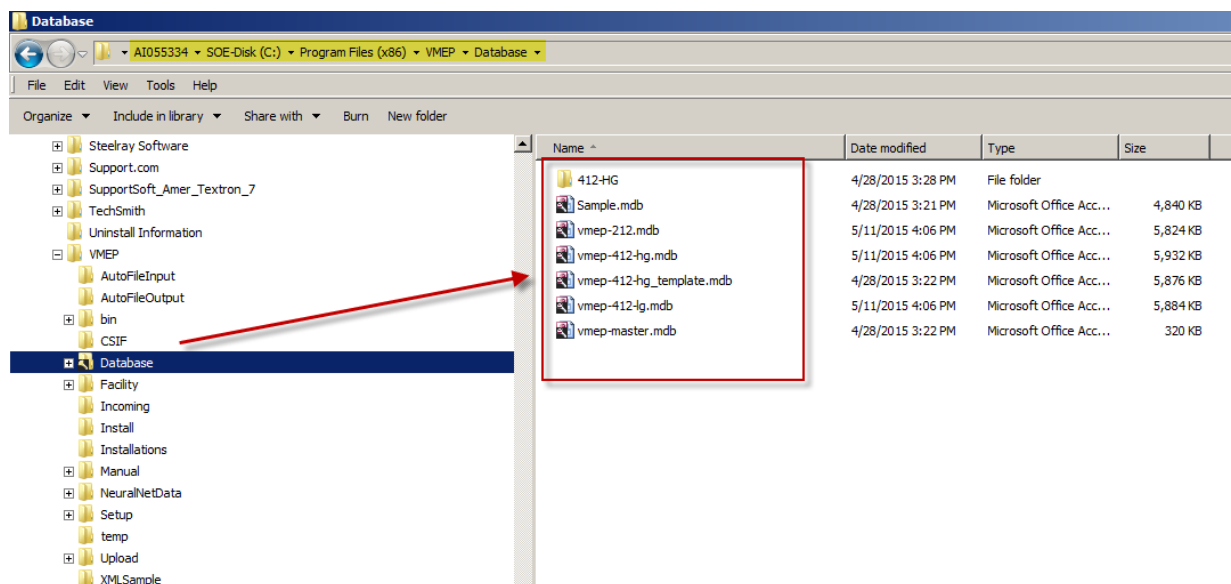 Database
AI055334 SOE-Disk (C:) Program Files (x86) VMEP Database
File Edit View Tools Help
Organize Include in library Share with Burn New folder
Steelray Software
Support.com
SupportSoft_Amer_Textron_7
TechSmith
Uninstall Information
VMEP
AutoFileInput
AutoFileOutput
bin
CSIF
Database
Facility
Incoming
Install
Installations
Manual
NeuralNetData
Setup
temp
Upload
XMLSample
Name Date modified Type Size
412-HG 4/28/2015 3:28 PM File folder
Sample.mdb 4/28/2015 3:21 PM Microsoft Office Acc... 4,840 KB
vmep-212.mdb 5/11/2015 4:06 PM Microsoft Office Acc... 5,824 KB
vmep-412-hg.mdb 5/11/2015 4:06 PM Microsoft Office Acc... 5,932 KB
vmep-412-hg_template.mdb 4/28/2015 3:22 PM Microsoft Office Acc... 5,876 KB
vmep-412-lg.mdb 5/11/2015 4:06 PM Microsoft Office Acc... 5,884 KB
vmep-master.mdb 4/28/2015 3:22 PM Microsoft Office Acc... 320 KB